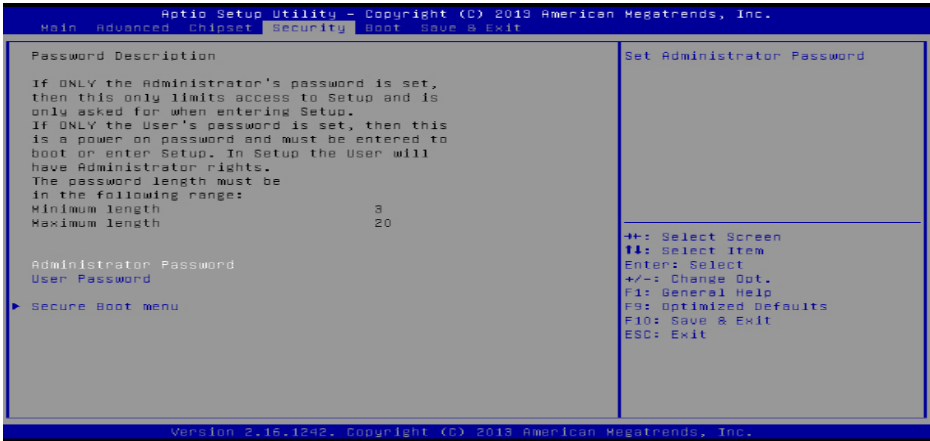 Aptio Setup Utility - Copyright (C) 2013 American Megatrends, Inc.
Main Advanced Chipset Security Boot Save & Exit
Password Description
If ONLY the Administrator's password is set,
then this only limits access to Setup and is
only asked for when entering Setup.
If ONLY the User's password is set, then this
is a power on password and must be entered to
boot or enter Setup. In Setup the User will
have Administrator rights.
The password length must be
in the following range:
Minimum length 3
Maximum length 20
Administrator Password
User Password
▶ Secure Boot menu
Set Administrator Password
→←: Select Screen
↑↓: Select Item
Enter: Select
+/-: Change Opt.
F1: General Help
F9: Optimized Defaults
F10: Save & Exit
ESC: Exit
Version 2.16.1242. Copyright (C) 2013 American Megatrends, Inc.